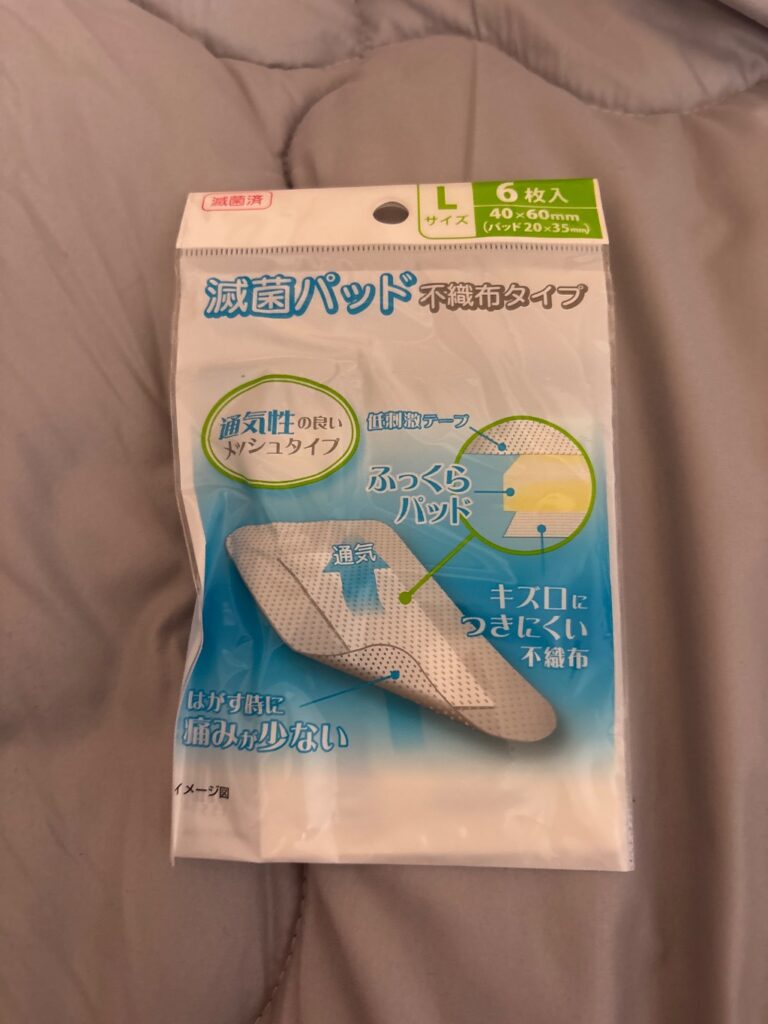 滅菌済
L
サイズ
6枚入
40×60mm
(パッド20×35mm)
滅菌パッド 不織布タイプ
通気性の良い
メッシュタイプ
低刺激テープ
ふっくら
パッド
通気
キズ口に
つきにくい
不織布
はがす時に
痛みが少ない
イメージ図